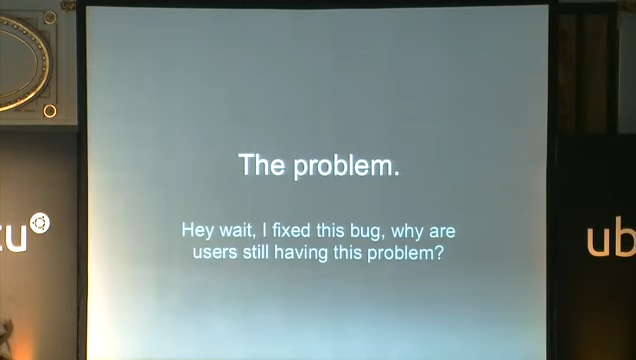 The problem.
Hey wait, I fixed this bug, why are
users still having this problem?
tu
ub